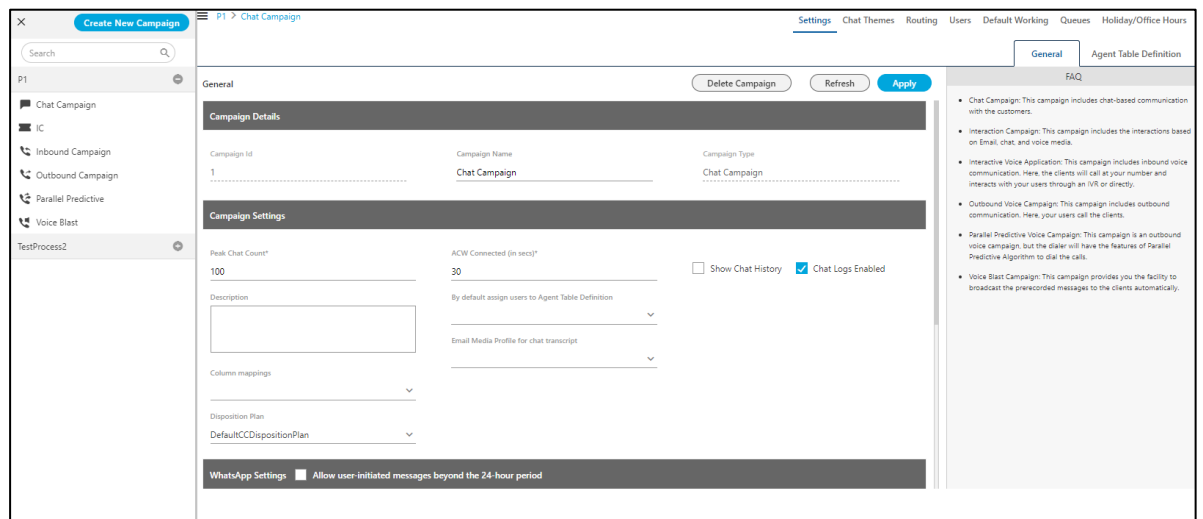 Create New Campaign
P1 > Chat Campaign
Settings Chat Themes Routing Users Default Working Queues Holiday/Office Hours
Search
General Agent Table Definition
P1
Chat Campaign
IC
Inbound Campaign
Outbound Campaign
Parallel Predictive
Voice Blast
TestProcess2
General
Delete Campaign Refresh Apply
Campaign Details
Campaign Id Campaign Name Campaign Type
1 Chat Campaign Chat Campaign
Campaign Settings
Peak Chat Count* ACW Connected (in secs)*
100 30 Show Chat History Chat Logs Enabled
Description By default assign users to Agent Table Definition
Email Media Profile for chat transcript
Column mappings
Disposition Plan
DefaultCCDispositionPlan
WhatsApp Settings Allow user-initiated messages beyond the 24-hour period
FAQ
• Chat Campaign: This campaign includes chat-based communication
with the customers.
• Interaction Campaign: This campaign includes the interactions based
on Email, chat, and voice media.
• Interactive Voice Application: This campaign includes inbound voice
communication. Here, the clients will call at your number and
interacts with your users through an IVR or directly.
• Outbound Voice Campaign: This campaign includes outbound
communication. Here, your users call the clients.
• Parallel Predictive Voice Campaign: This campaign is an outbound
voice campaign, but the dialer will have the features of Parallel
Predictive Algorithm to dial the calls.
• Voice Blast Campaign: This campaign provides you the facility to
broadcast the prerecorded messages to the clients automatically.